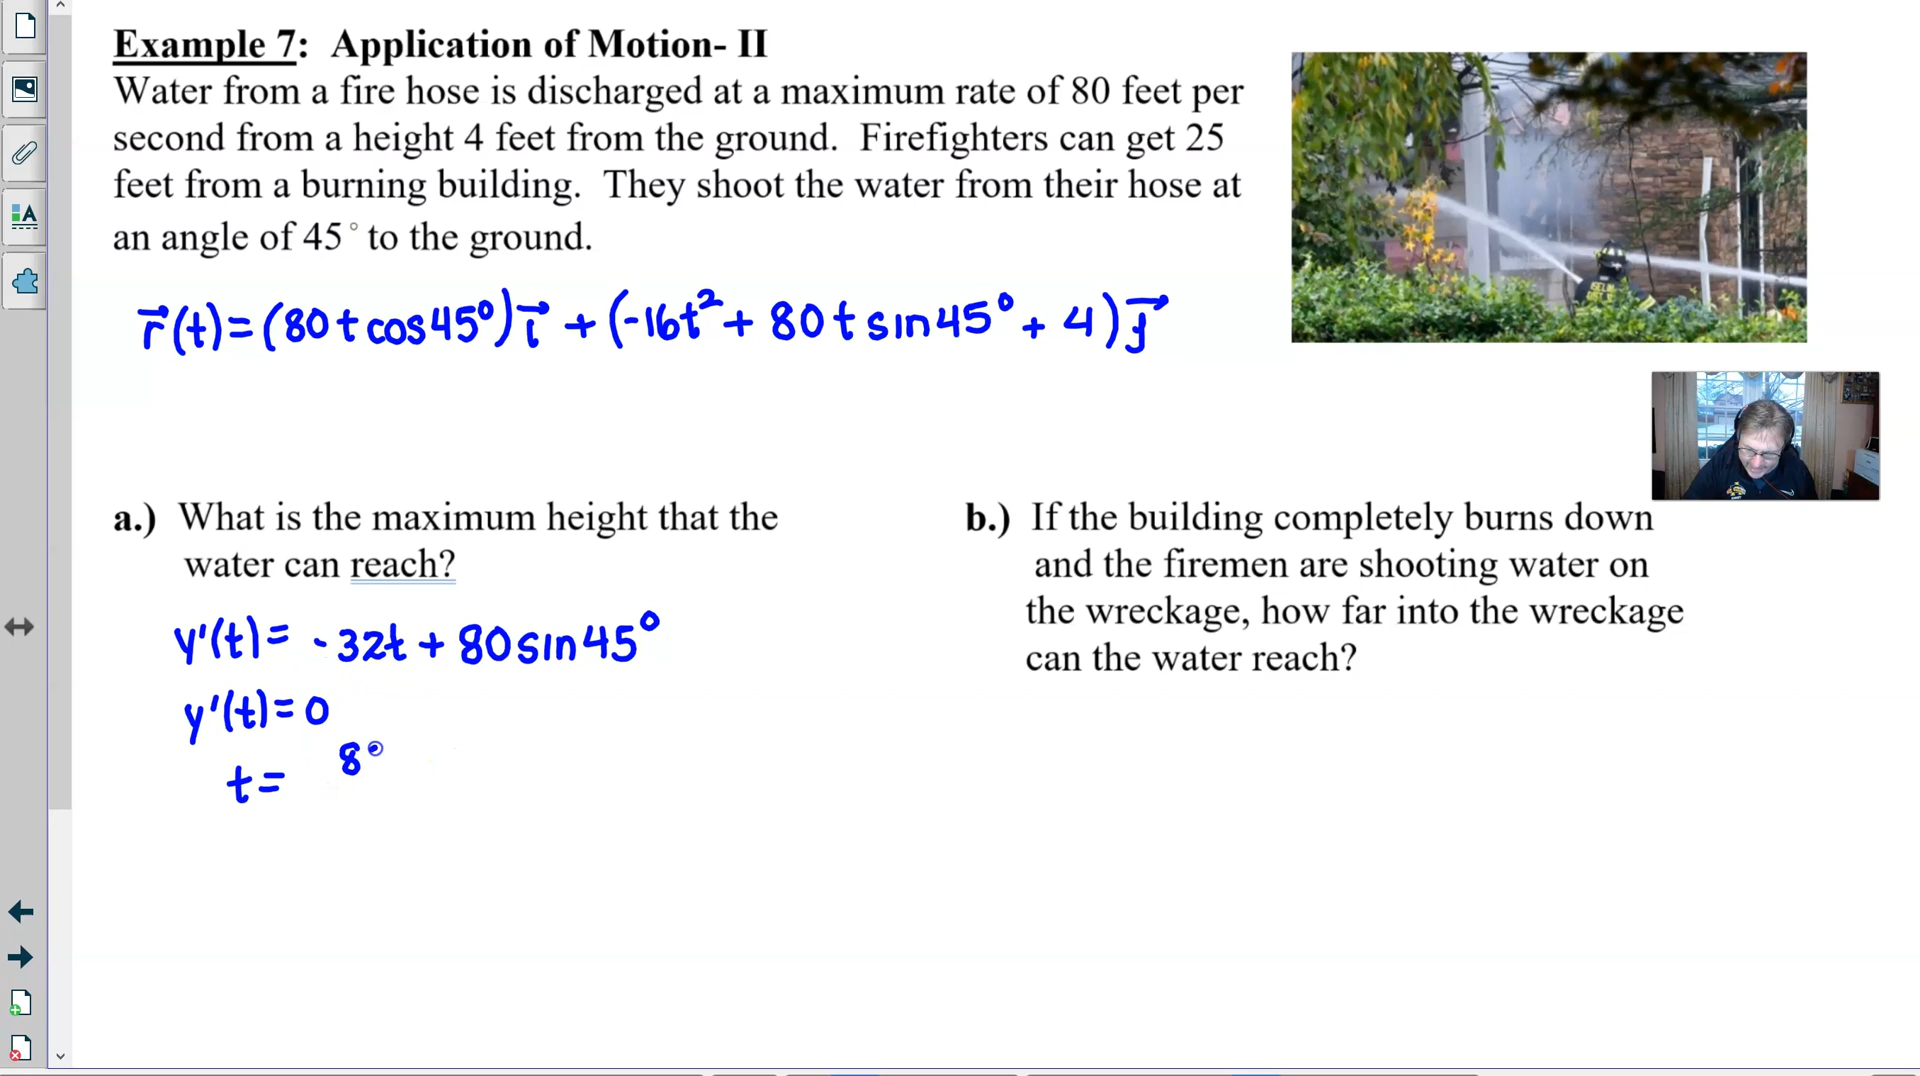 Example 7: Application of Motion- II
Water from a fire hose is discharged at a maximum rate of 80 feet per
second from a height 4 feet from the ground. Firefighters can get 25
feet from a burning building. They shoot the water from their hose at
an angle of 45° to the ground.
r⃗(t)=(80t cos45°)i⃗ + (-16t²+ 80t sin45° + 4)j⃗
a.) What is the maximum height that the
water can reach?
y'(t)= -32t + 80sin45°
y'(t)=0
80
t=
b.) If the building completely burns down
and the firemen are shooting water on
the wreckage, how far into the wreckage
can the water reach?